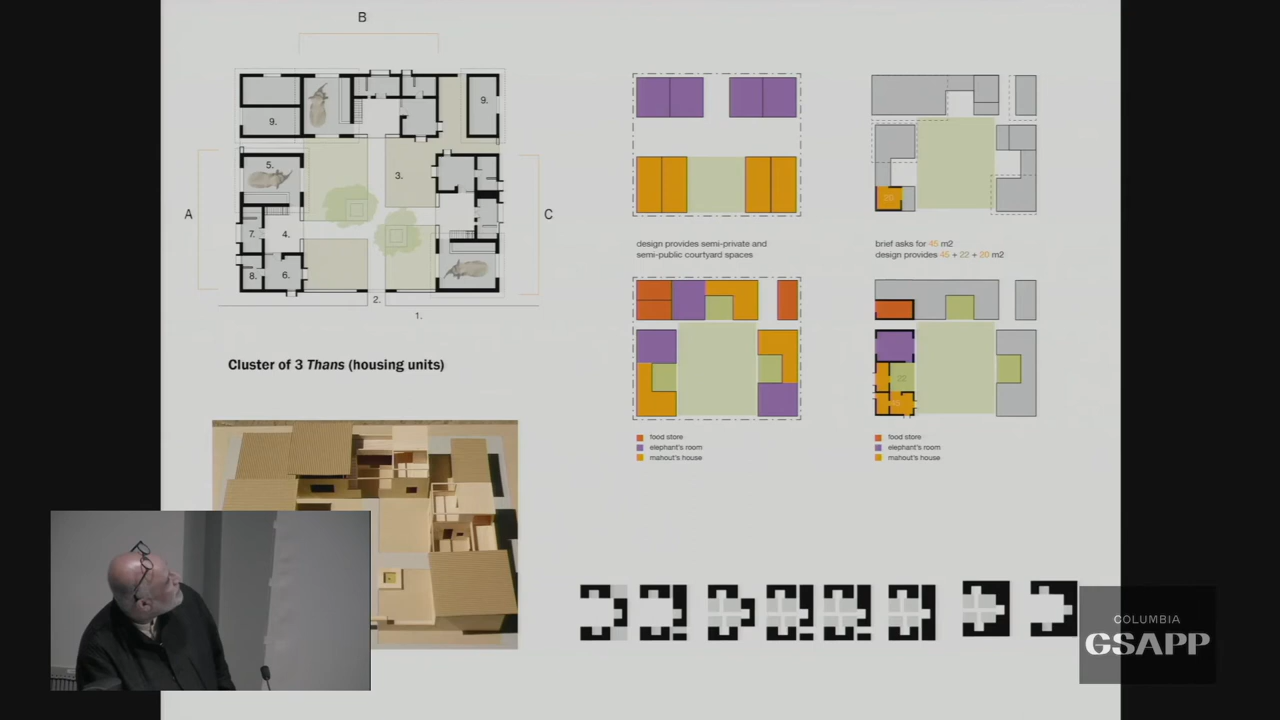 B
A
C
9.
9.
5.
3.
7.
4.
8.
6.
2.
1.
Cluster of 3 Thans (housing units)
design provides semi-private and
semi-public courtyard spaces
food store
elephant's room
mahout's house
20
brief asks for 45 m2
design provides 45 + 22 + 20 m2
food store
elephant's room
mahout's house
COLUMBIA
GSAPP